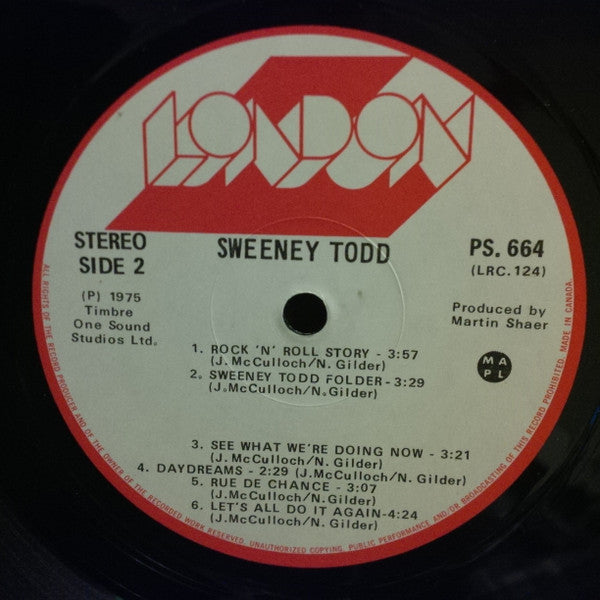 LONDON
SWEENEY TODD
STEREO
SIDE 2
PS. 664
(LRC. 124)
(P) 1975
Timbre
One Sound
Studios Ltd.
Produced by
Martin Shaer
M A
P L
1. ROCK 'N' ROLL STORY - 3:57
(J. McCulloch/N. Gilder)
2. SWEENEY TODD FOLDER-3:29
(J.McCulloch/N.Gilder)
3. SEE WHAT WE'RE DOING NOW - 3:21
(J. McCulloch/N. Gilder)
4. DAYDREAMS - 2:29 (J.McCulloch/N. Gilder)
5. RUE DE CHANCE - 3:07
(J.McCulloch/N. Gilder)
6. LET'S ALL DO IT AGAIN-4:24
(J.McCulloch/N. Gilder)
ALL RIGHTS OF THE RECORD PRODUCER AND OF THE OWNER OF THE RECORDED WORK RESERVED. UNAUTHORIZED COPYING, PUBLIC PERFORMANCE AND/OR BROADCASTING OF THIS RECORD PROHIBITED. MADE IN CANADA.